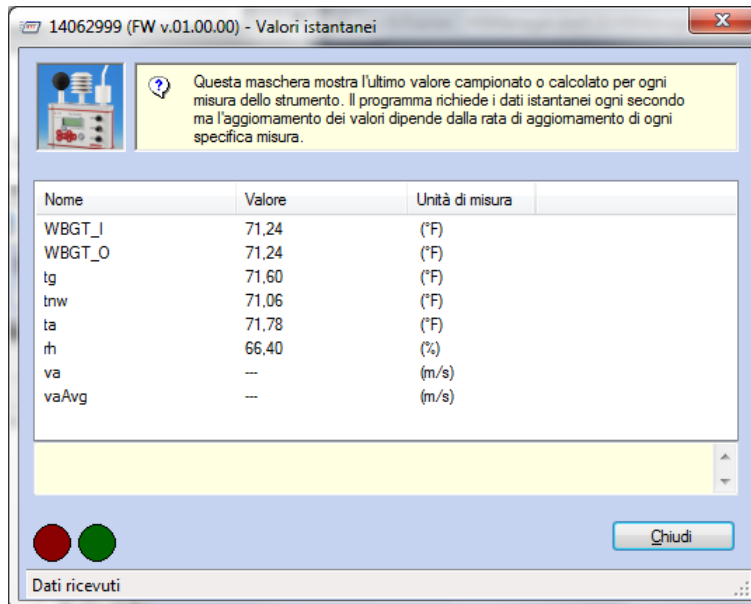 14062999 (FW v.01.00.00) - Valori istantanei
Questa maschera mostra l'ultimo valore campionato o calcolato per ogni
misura dello strumento. Il programma richiede i dati istantanei ogni secondo
ma l'aggiornamento dei valori dipende dalla rata di aggiornamento di ogni
specifica misura.
Nome Valore Unità di misura
WBGT_I 71,24 (°F)
WBGT_O 71,24 (°F)
tg 71,60 (°F)
tnw 71,06 (°F)
ta 71,78 (°F)
rh 66,40 (%)
va --- (m/s)
vaAvg --- (m/s)
Chiudi
Dati ricevuti